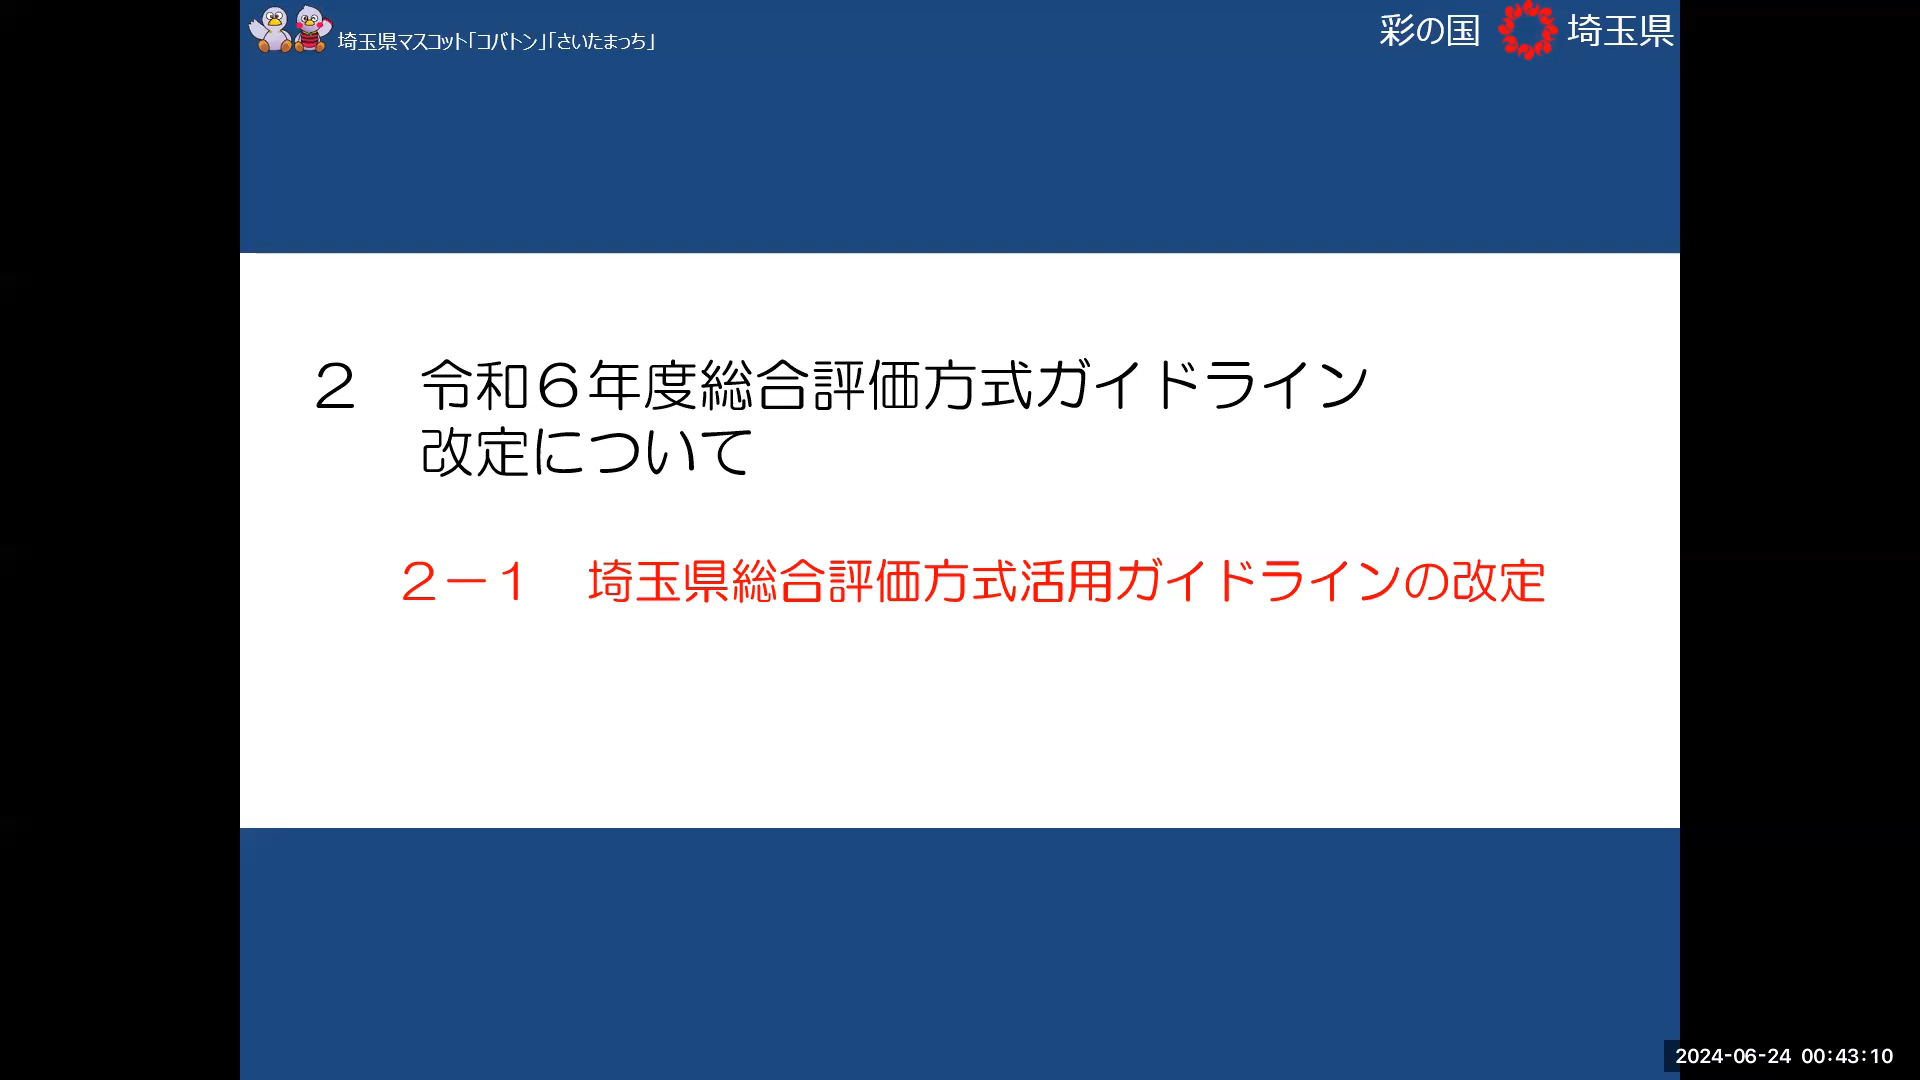 埼玉県マスコット「コバトン」「さいたまっち」
彩の国 埼玉県
２　令和６年度総合評価方式ガイドライン
改定について
２－１　埼玉県総合評価方式活用ガイドラインの改定
2024-06-24 00:43:10